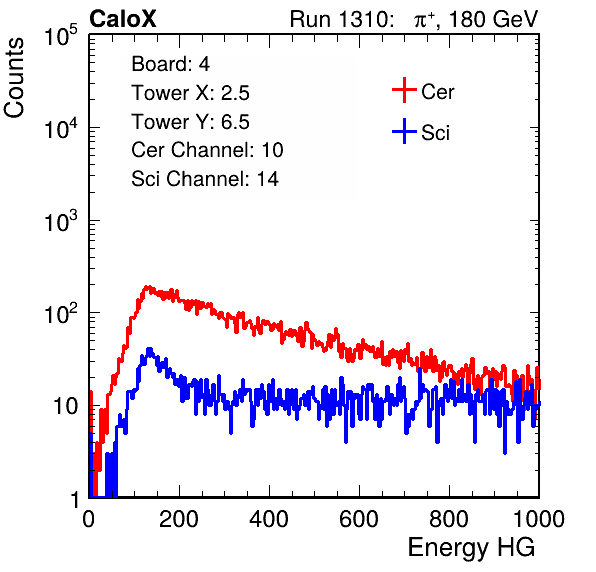 CaloX Run 1310: π⁺, 180 GeV
Counts
10⁵
10⁴
10³
10²
10
1
Board: 4
Tower X: 2.5
Tower Y: 6.5
Cer Channel: 10
Sci Channel: 14
Cer
Sci
0 200 400 600 800 1000
Energy HG